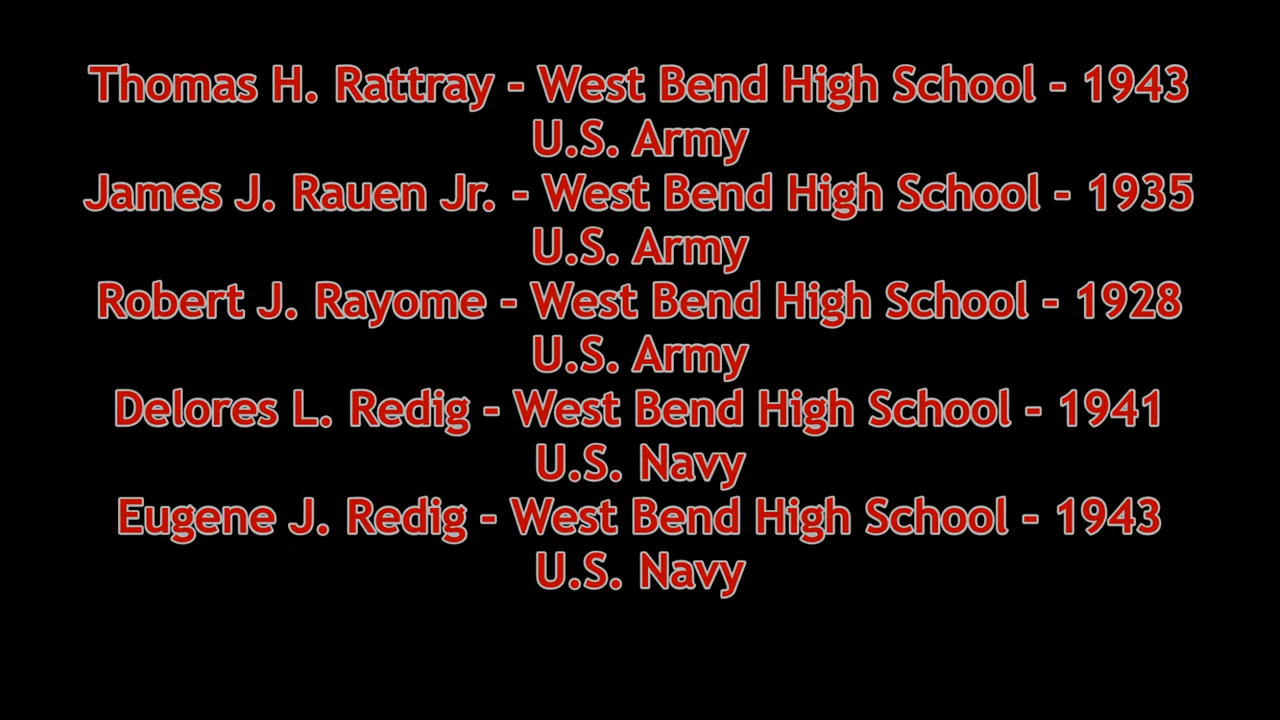 Thomas H. Rattray - West Bend High School - 1943
U.S. Army
James J. Rauen Jr. - West Bend High School - 1935
U.S. Army
Robert J. Rayome - West Bend High School - 1928
U.S. Army
Delores L. Redig - West Bend High School - 1941
U.S. Navy
Eugene J. Redig - West Bend High School - 1943
U.S. Navy